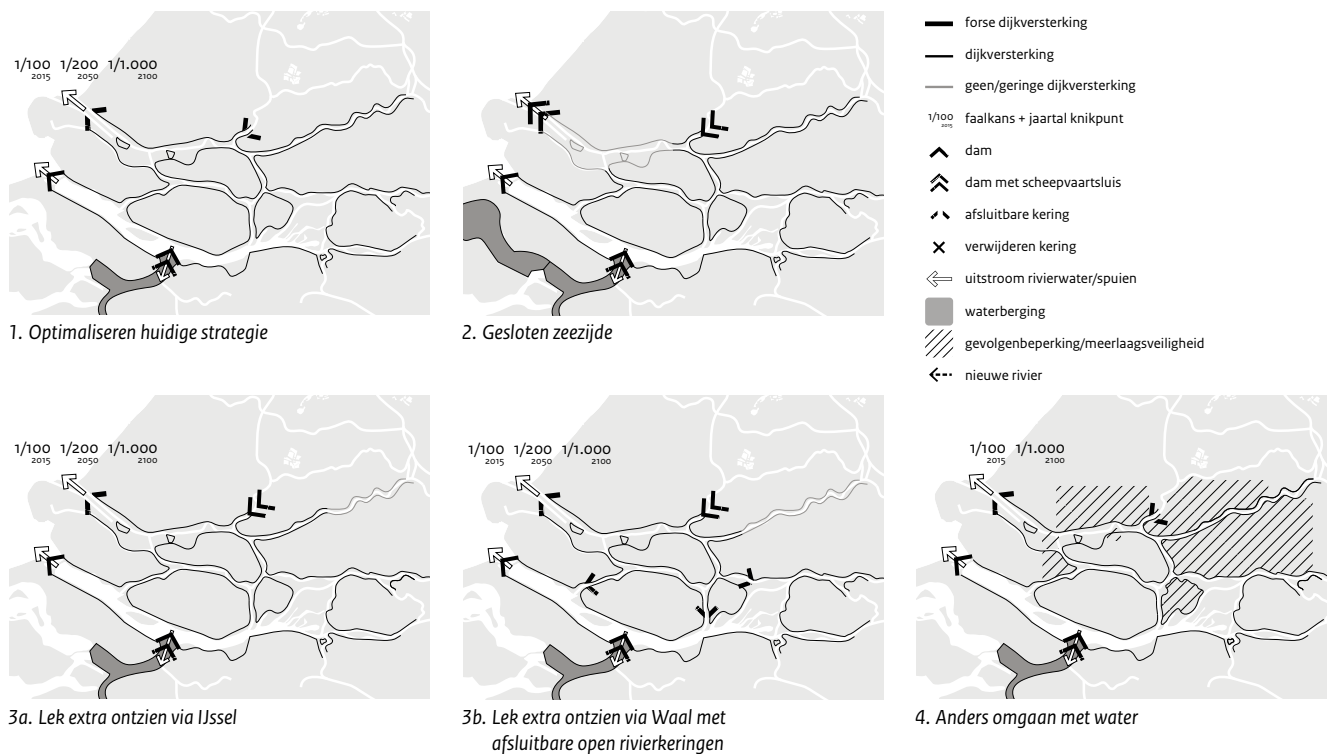 1/100 1/200 1/1.000
2015 2050 2100
1. Optimaliseren huidige strategie
2. Gesloten zeezijde
forse dijkversterking
dijkversterking
geen/geringe dijkversterking
1/100
2015
faalkans + jaartal knikpunt
dam
dam met scheepvaartsluis
afsluitbare kering
verwijderen kering
uitstroom rivierwater/spuien
waterberging
gevolgenbeperking/meerlaagsveiligheid
nieuwe rivier
1/100 1/200 1/1.000
2015 2050 2100
3a. Lek extra ontzien via IJssel
1/100 1/200 1/1.000
2015 2050 2100
3b. Lek extra ontzien via Waal met
afsluitbare open rivierkeringen
1/100 1/1.000
2015 2100
4. Anders omgaan met water